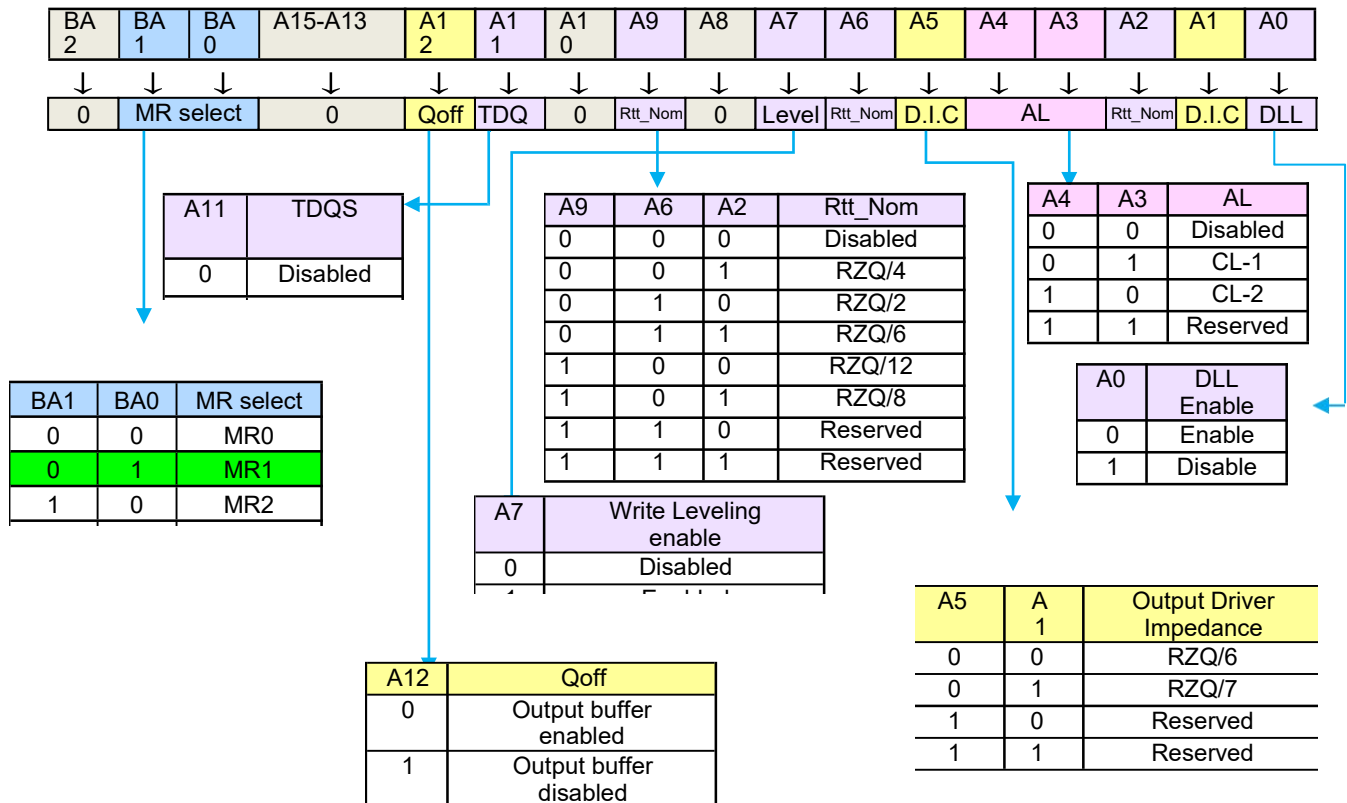 BA 2 BA 1 BA 0 A15-A13 A1 2 A1 1 A1 0 A9 A8 A7 A6 A5 A4 A3 A2 A1 A0
↓ ↓ ↓ ↓ ↓ ↓ ↓ ↓ ↓ ↓ ↓ ↓ ↓ ↓ ↓ ↓ ↓
0 MR select 0 Qoff TDQ 0 Rtt_Nom 0 Level Rtt_Nom D.I.C AL Rtt_Nom D.I.C DLL
A11 TDQS
0 Disabled
A9 A6 A2 Rtt_Nom
0 0 0 Disabled
0 0 1 RZQ/4
0 1 0 RZQ/2
0 1 1 RZQ/6
1 0 0 RZQ/12
1 0 1 RZQ/8
1 1 0 Reserved
1 1 1 Reserved
A4 A3 AL
0 0 Disabled
0 1 CL-1
1 0 CL-2
1 1 Reserved
A0 DLL
Enable
0 Enable
1 Disable
BA1 BA0 MR select
0 0 MR0
0 1 MR1
1 0 MR2
A7 Write Leveling
enable
0 Disabled
A5 A 1 Output Driver
Impedance
0 0 RZQ/6
0 1 RZQ/7
1 0 Reserved
1 1 Reserved
A12 Qoff
0 Output buffer
enabled
1 Output buffer
disabled